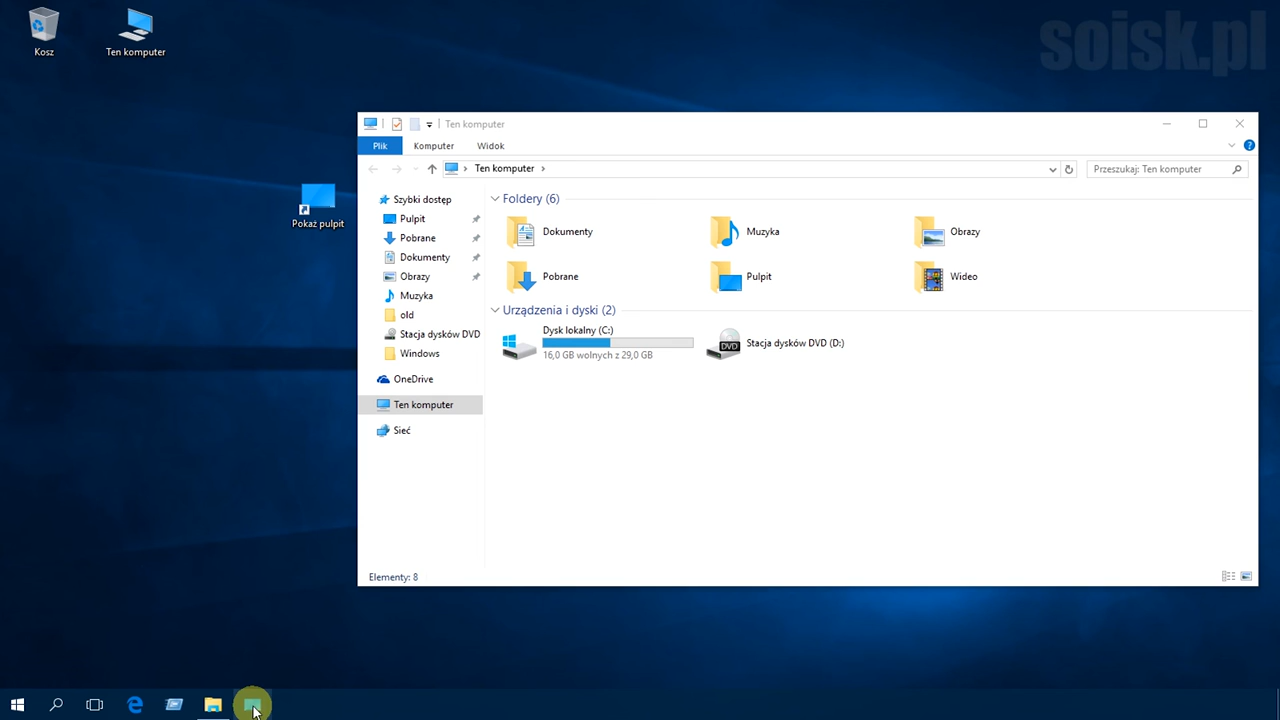 soisk.pl
Kosz
Ten komputer
Pokaż pulpit
Ten komputer
Plik
Komputer
Widok
Ten komputer
Przeszukaj: Ten komputer
Szybki dostęp
Pulpit
Pobrane
Dokumenty
Obrazy
Muzyka
old
Stacja dysków DVD
Windows
OneDrive
Ten komputer
Sieć
Foldery (6)
Dokumenty
Muzyka
Obrazy
Pobrane
Pulpit
Wideo
Urządzenia i dyski (2)
Dysk lokalny (C:)
16,0 GB wolnych z 29,0 GB
DVD
Stacja dysków DVD (D:)
Elementy: 8